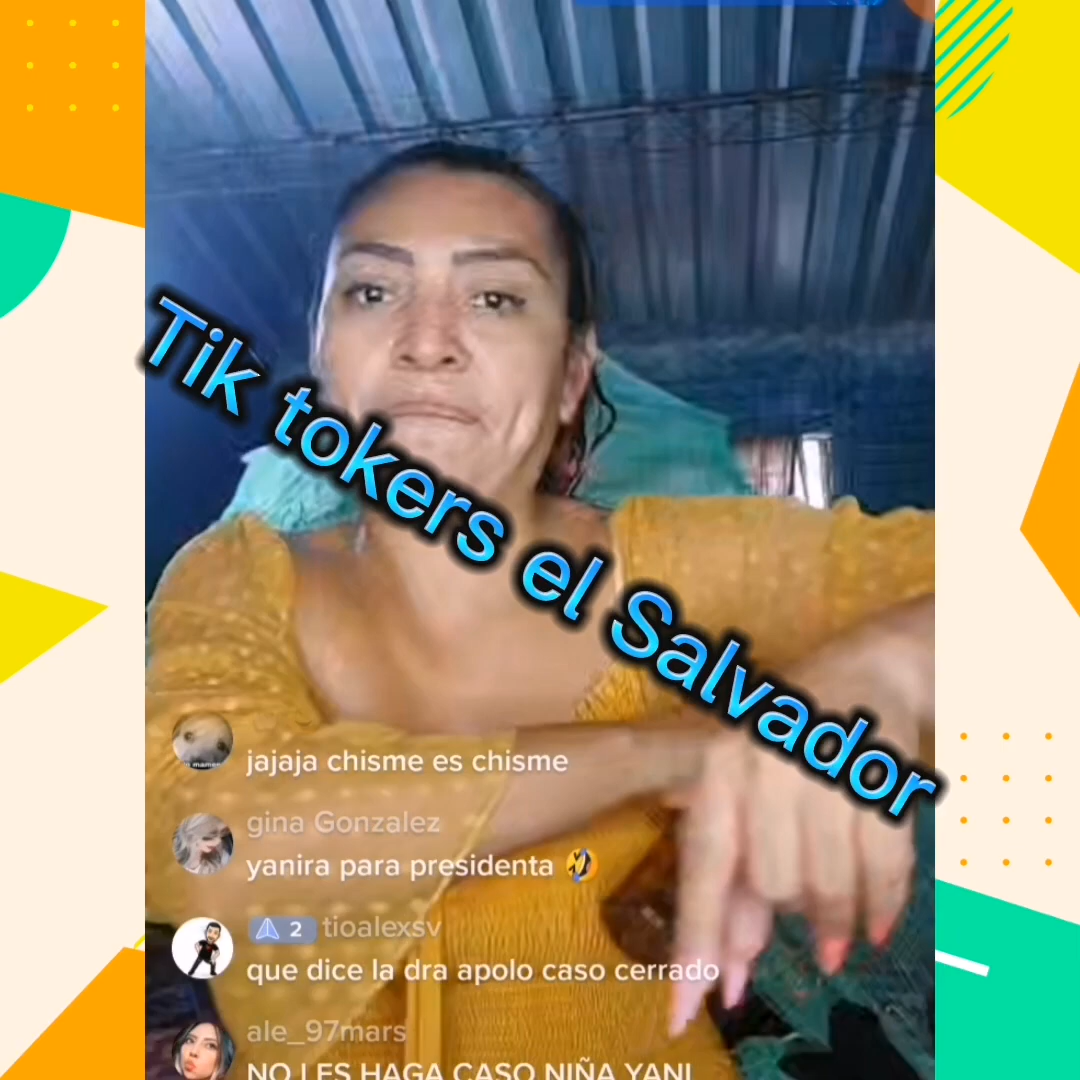 Tik tokers el Salvador
jajaja chisme es chisme
gina Gonzalez
yanira para presidenta 🤣
2 tioalexsv
que dice la dra apolo caso cerrado
ale_97mars
NO LES HAGA CASO NIÑA YANI